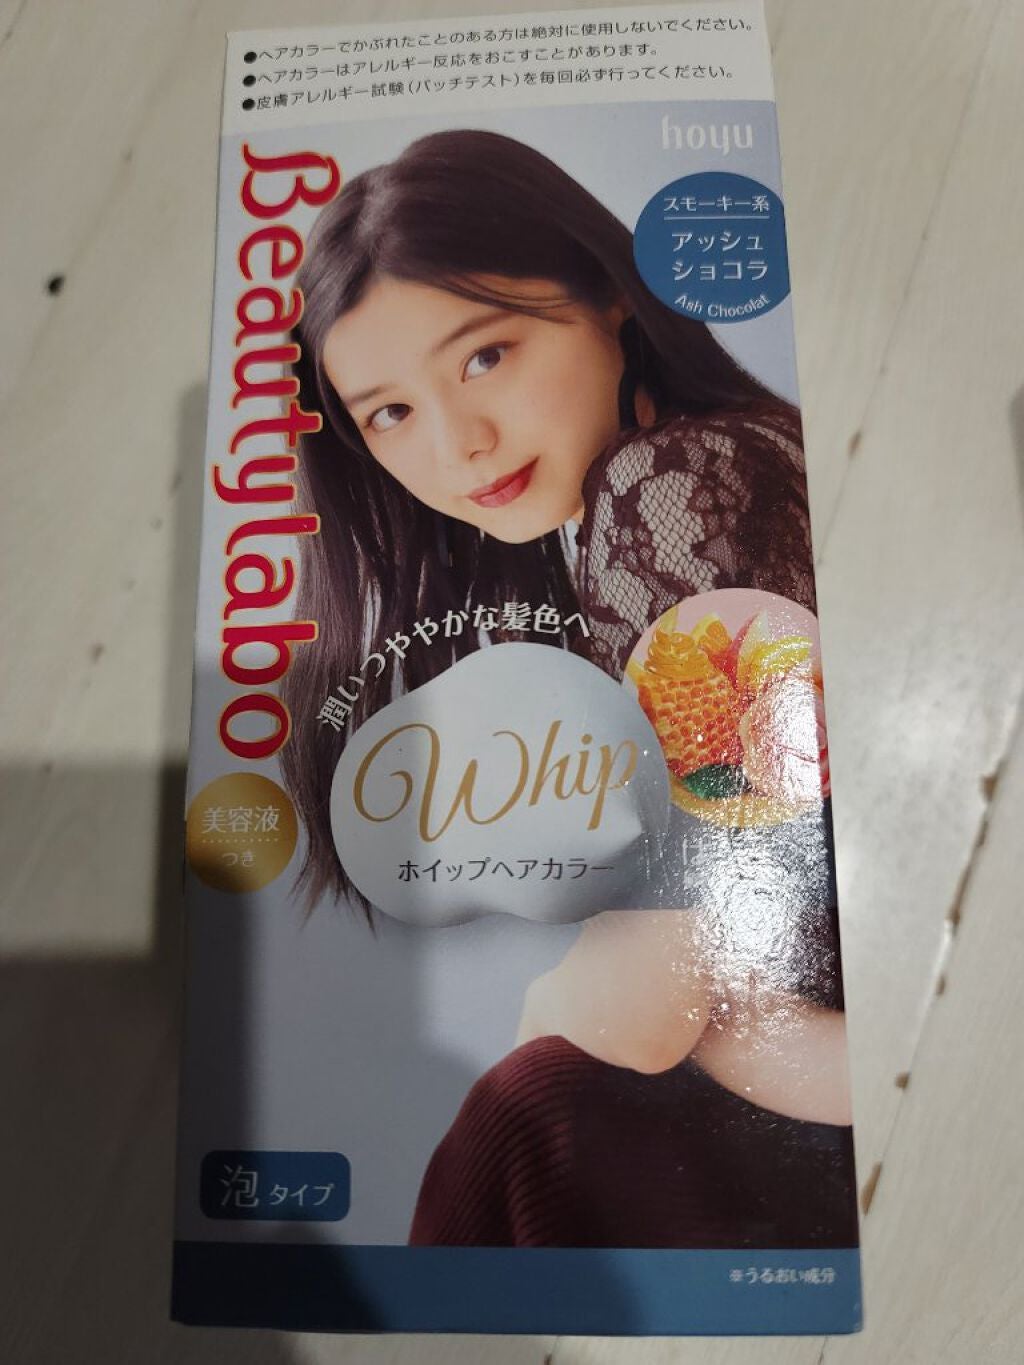 ●ヘアカラーでかぶれたことのある方は絶対に使用しないでください。
●ヘアカラーはアレルギー反応をおこすことがあります。
●皮膚アレルギー試験(パッチテスト)を毎回必ず行ってください。
hoyu
Beautylabo
スモーキー系
アッシュ
ショコラ
Ash Chocolat
潤いつややかな髪色へ
Whip
ホイップヘアカラー
美容液
つき
泡タイプ
※うるおい成分